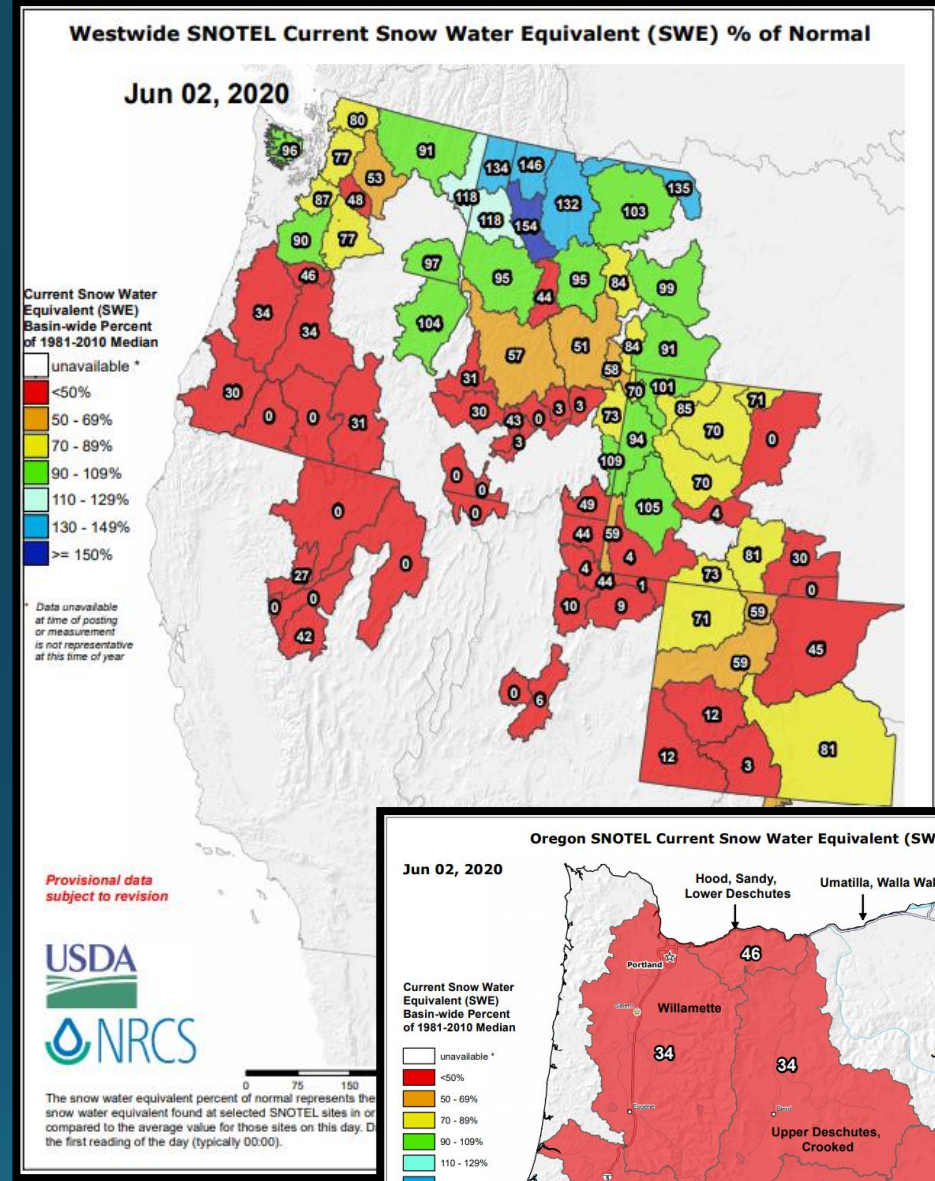 Westwide SNOTEL Current Snow Water Equivalent (SWE) % of Normal
Jun 02, 2020
80
96
91
77
134
146
53
135
118
132
87
48
103
118
154
90
77
97
95
95
84
99
46
44
34
104
34
57
51
84
91
58
31
70
101
30
30
43
0
3
3
73
85
71
0
0
31
3
94
70
0
109
0
0
70
0
49
105
0
4
44
59
81
0
4
4
73
30
27
44
1
0
0
0
10
9
71
59
42
45
59
0
6
12
12
3
81
Current Snow Water
Equivalent (SWE)
Basin-wide Percent
of 1981-2010 Median
unavailable *
<50%
50 - 69%
70 - 89%
90 - 109%
110 - 129%
130 - 149%
>= 150%
* Data unavailable
at time of posting
or measurement
is not representative
at this time of year
Provisional data
subject to revision
USDA
NRCS
0 75 150
The snow water equivalent percent of normal represents the
snow water equivalent found at selected SNOTEL sites in or
compared to the average value for those sites on this day.
the first reading of the day (typically 00:00).
Oregon SNOTEL Current Snow Water Equivalent (SW
Jun 02, 2020
Hood, Sandy,
Lower Deschutes
Umatilla, Walla Wal
Portland
46
Current Snow Water
Equivalent (SWE)
Basin-wide Percent
of 1981-2010 Median
Salem
Willamette
34
34
unavailable *
<50%
50 - 69%
70 - 89%
90 - 109%
110 - 129%
Eugene
Bend
Upper Deschutes,
Crooked